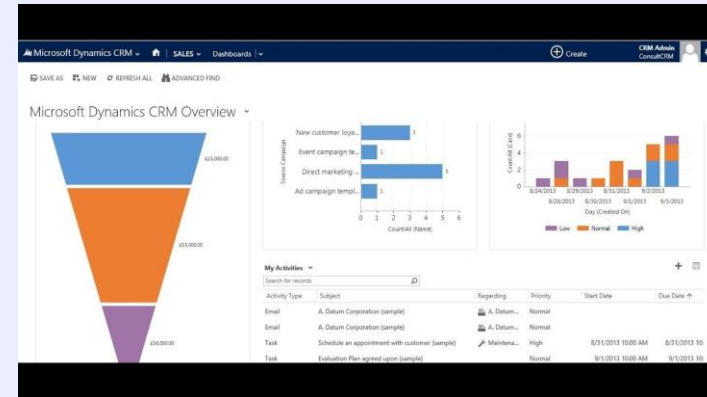 Microsoft Dynamics CRM SALES Dashboards Create CRM Admin
ConsultCRM
SAVE AS NEW REFRESH ALL ADVANCED FIND
Microsoft Dynamics CRM Overview
£25,000.00
New customer loya... 3
Event campaign te... 1
Direct marketing ... 5
Ad campaign templ... 1
Source Campaign
0 1 2 3 4 5 6
CountAll (Name)
CountAll (Case)
6
4
2
0
8/24/2013 8/29/2013 8/31/2013 9/2/2013
8/28/2013 8/30/2013 9/1/2013 9/3/2013
Day (Created On)
Low Normal High
My Activities
Search for records
Activity Type Subject Regarding Priority Start Date Due Date
Email A. Datum Corporation (sample) A. Datum... Normal
Email A. Datum Corporation (sample) A. Datum... Normal
Task Schedule an appointment with customer (sample) Maintena... High 8/31/2013 10:00 AM 8/31/2013 10:
Task Evaluation Plan agreed upon (sample) Normal 9/1/2013 10:00 AM 9/1/2013 10: